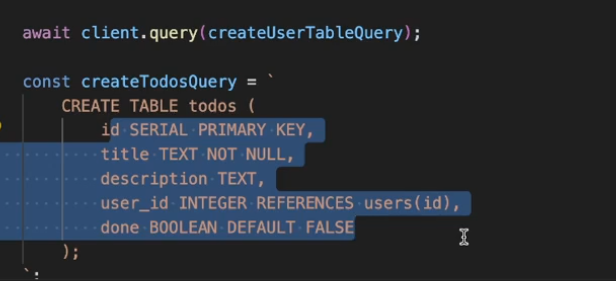 await client.query(createUserTableQuery);
const createTodosQuery = `
CREATE TABLE todos (
id SERIAL PRIMARY KEY,
title TEXT NOT NULL,
description TEXT,
user_id INTEGER REFERENCES users(id),
done BOOLEAN DEFAULT FALSE
);
`;